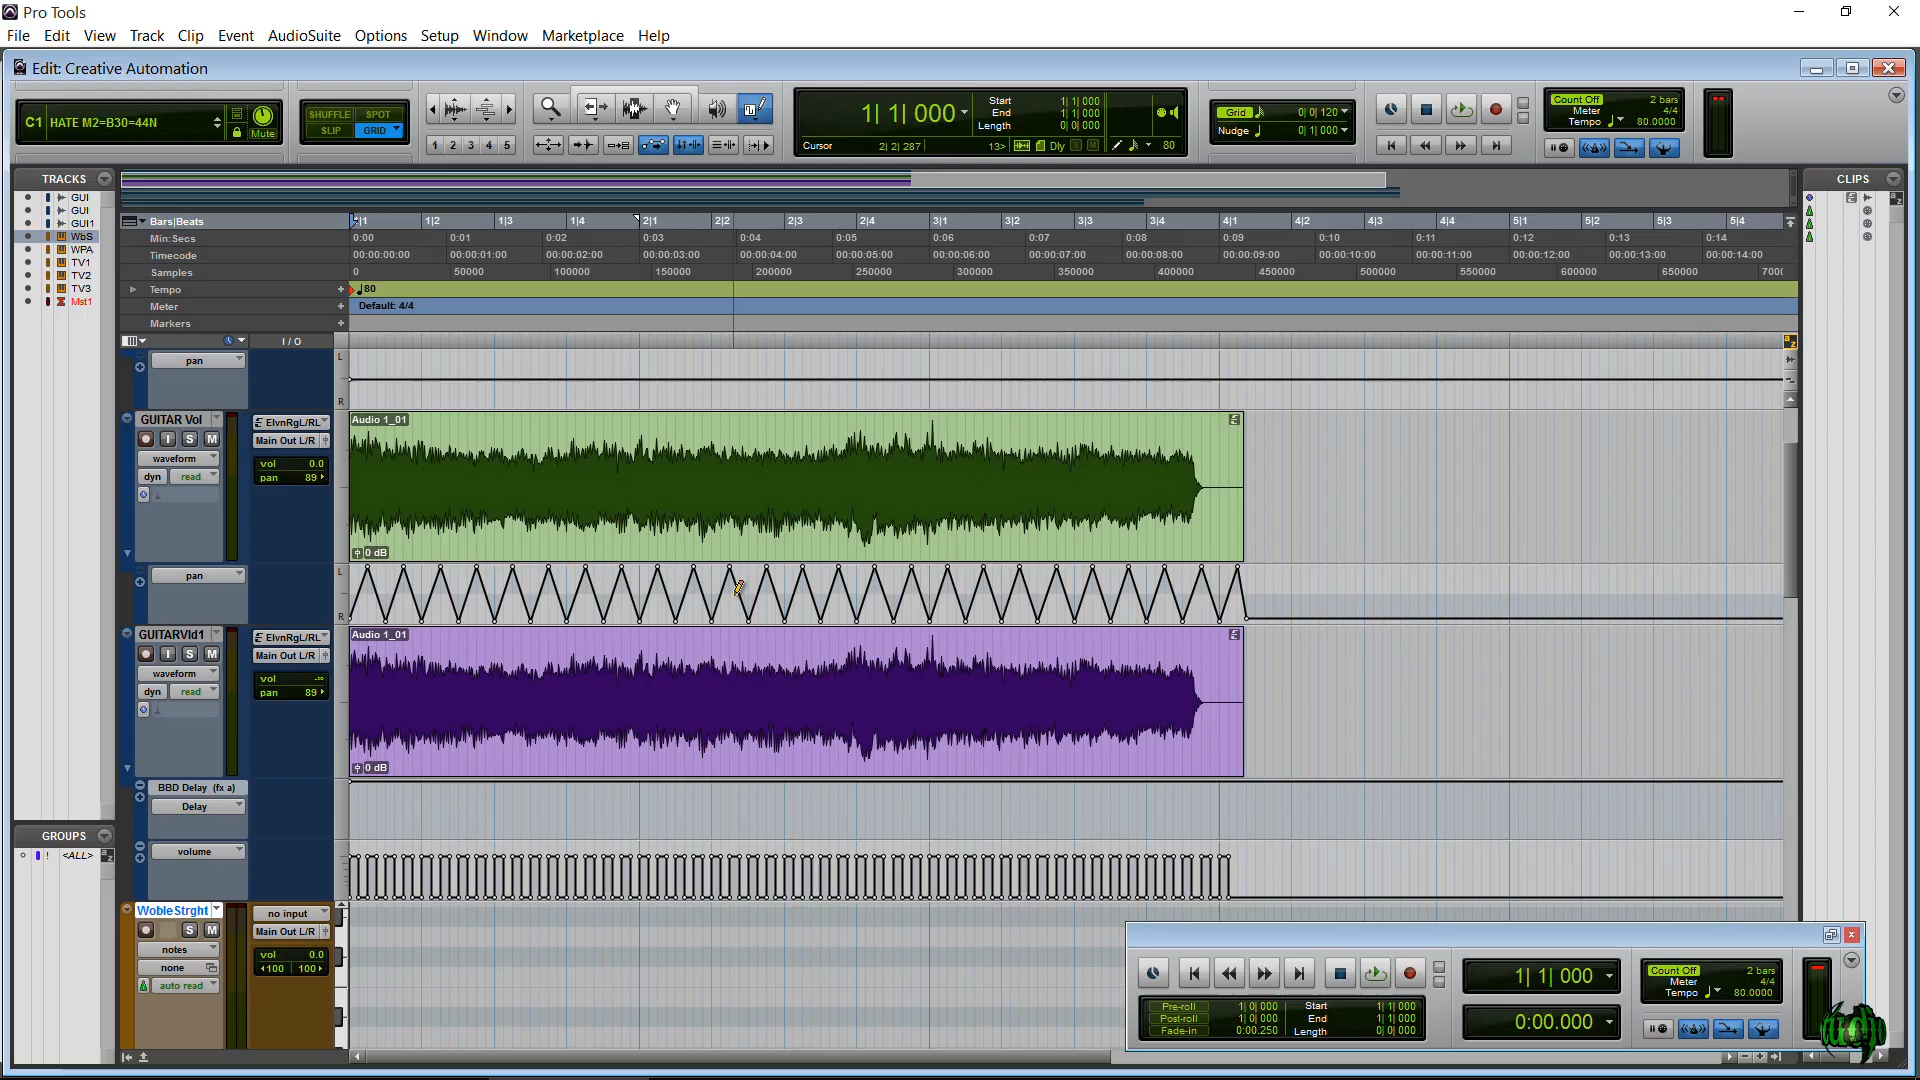 Pro Tools
File Edit View Track Clip Event AudioSuite Options Setup Window Marketplace Help
Edit: Creative Automation
C1 HATE M2=B30=44N
Mute
SHUFFLE SPOT
SLIP GRID
1 2 3 4 5
1| 1| 000
Start 1| 1| 000
End 1| 1| 000
Length 0| 0| 000
Cursor 2| 2| 287
13> Dly S M 80
Grid 0| 0| 120
Nudge 0| 1| 000
Count Off 2 bars
Meter 4/4
Tempo 80.0000
TRACKS
GUI
GUI
GUI1
WbS
WPA
TV1
TV2
TV3
Mst1
CLIPS
Bars|Beats 1|1 1|2 1|3 1|4 2|1 2|2 2|3 2|4 3|1 3|2 3|3 3|4 4|1 4|2 4|3 4|4 5|1 5|2 5|3 5|4
Min:Secs 0:00 0:01 0:02 0:03 0:04 0:05 0:06 0:07 0:08 0:09 0:10 0:11 0:12 0:13 0:14
Timecode 00:00:00:00 00:00:01:00 00:00:02:00 00:00:03:00 00:00:04:00 00:00:05:00 00:00:06:00 00:00:07:00 00:00:08:00 00:00:09:00 00:00:10:00 00:00:11:00 00:00:12:00 00:00:13:00 00:00:14:00
Samples 0 50000 100000 150000 200000 250000 300000 350000 400000 450000 500000 550000 600000 650000 7000
Tempo + 80
Meter + Default: 4/4
Markers +
I / O
pan
L
R
GUITAR Vol
I S M
waveform
dyn read
ElvnRgL/RL
Main Out L/R
vol 0.0
pan 89
Audio 1_01
0 dB
pan
L
R
GUITARVld1
I S M
waveform
dyn read
ElvnRgL/RL
Main Out L/R
vol -∞
pan 89
Audio 1_01
0 dB
BBD Delay (fx a)
Delay
volume
GROUPS
! <ALL>
WobleStrght
S M
notes
none
auto read
no input
Main Out L/R
vol 0.0
100 100
1| 1| 000
0:00.000
Pre-roll 1| 0| 000
Post-roll 1| 0| 000
Fade-in 0:00.250
Start 1| 1| 000
End 1| 1| 000
Length 0| 0| 000
Count Off 2 bars
Meter 4/4
Tempo 80.0000